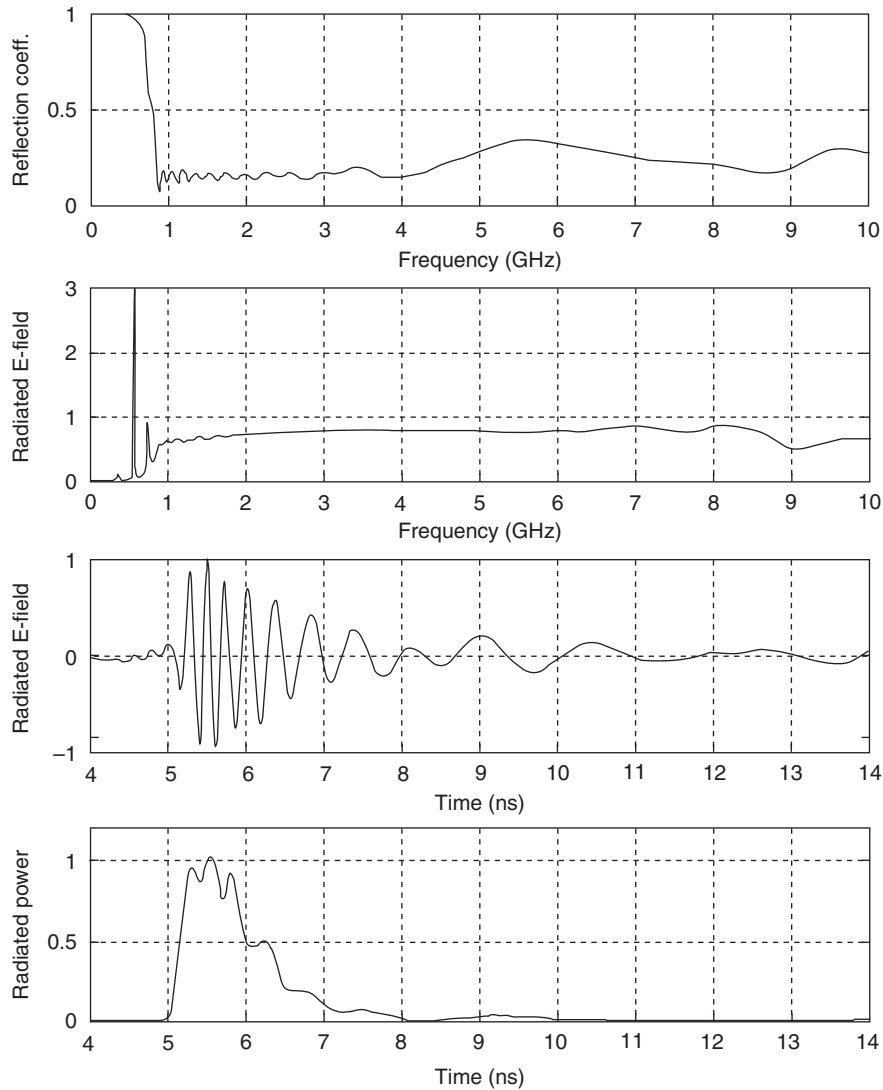 Reflection coeff.
1
0.5
0
0 1 2 3 4 5 6 7 8 9 10
Frequency (GHz)
Radiated E-field
3
2
1
0
0 1 2 3 4 5 6 7 8 9 10
Frequency (GHz)
Radiated E-field
1
0
–1
4 5 6 7 8 9 10 11 12 13 14
Time (ns)
Radiated power
1
0.5
0
4 5 6 7 8 9 10 11 12 13 14
Time (ns)